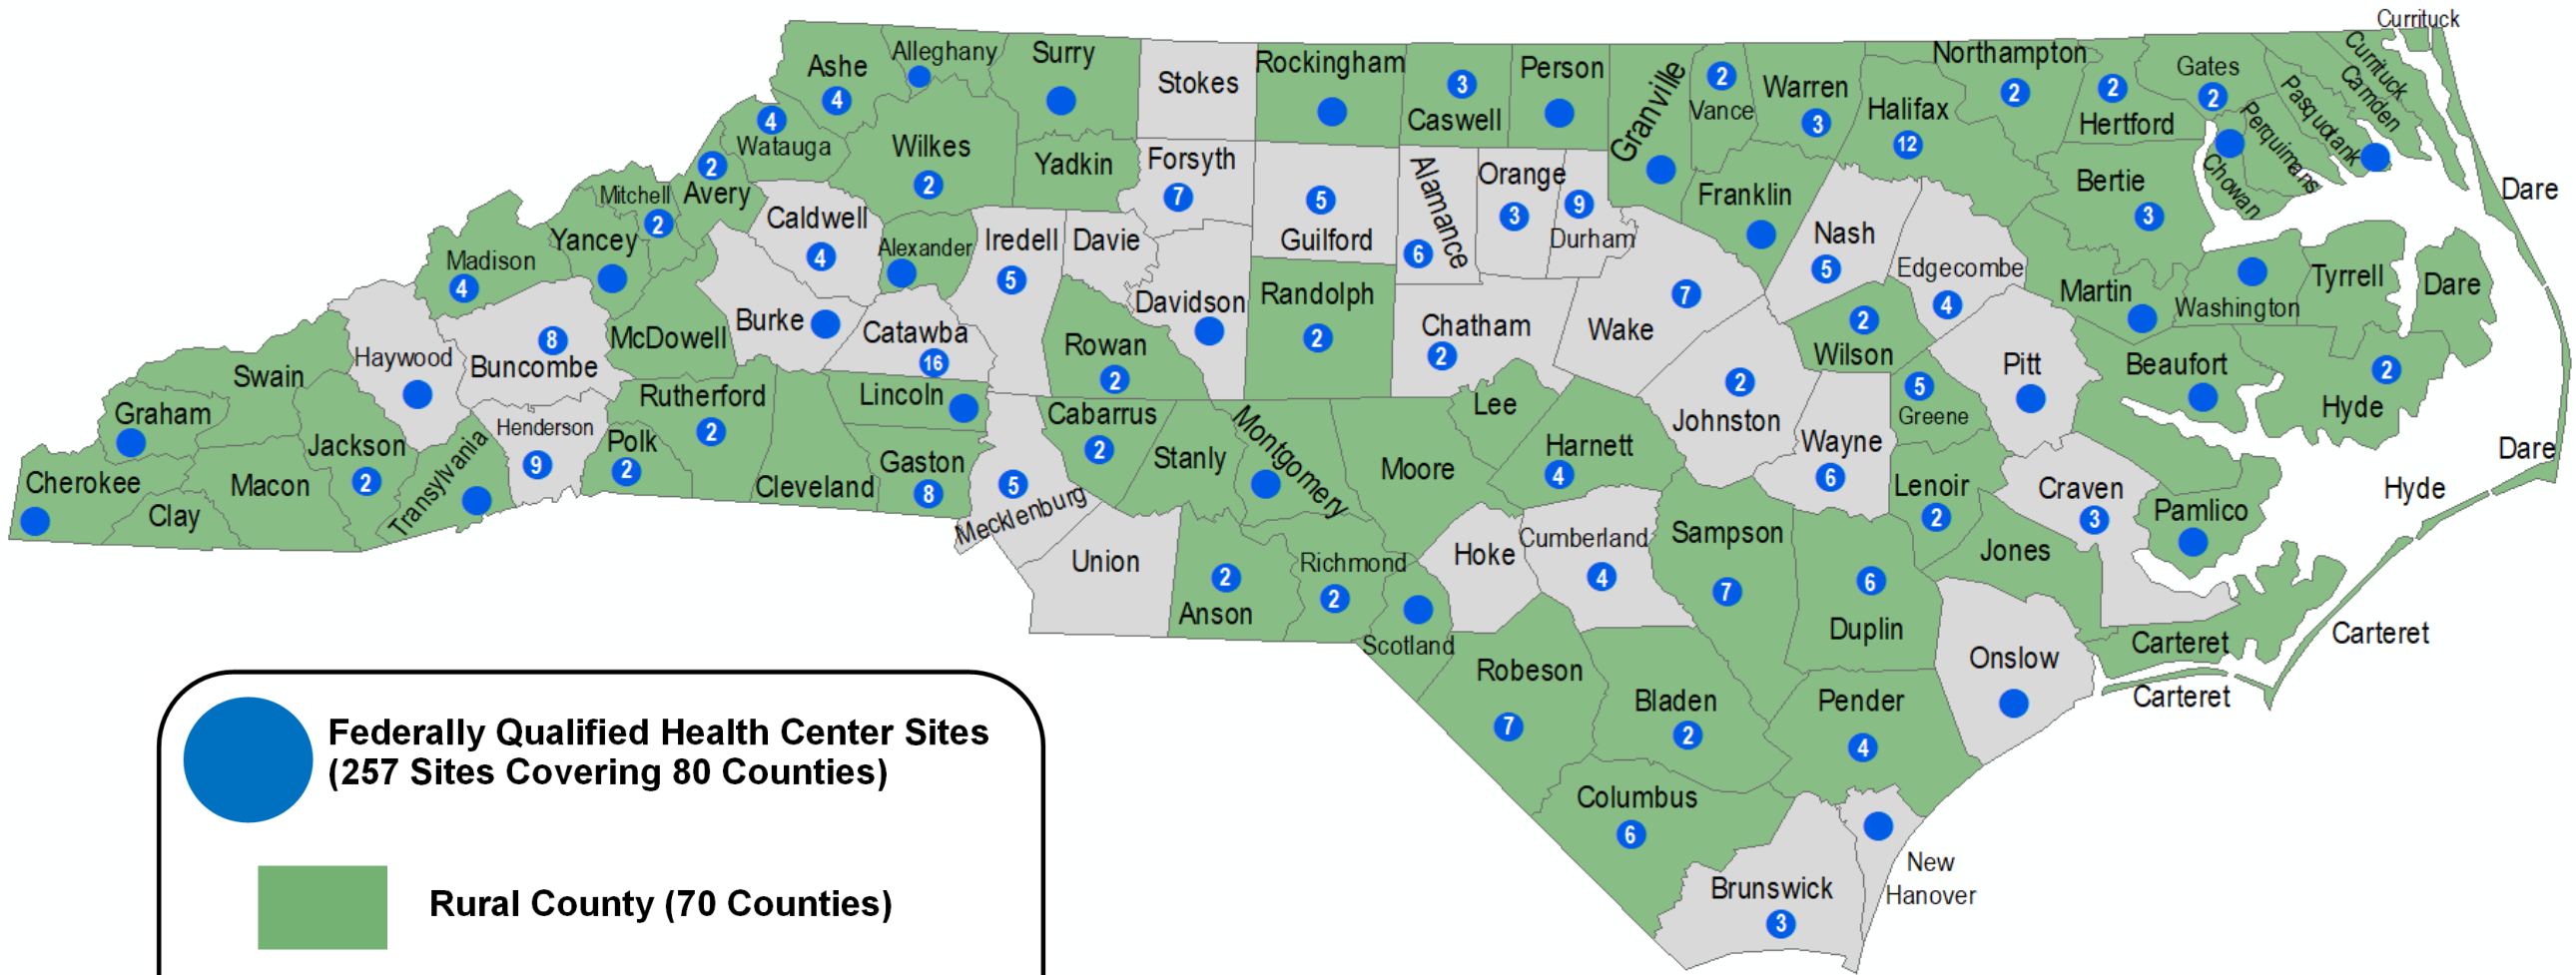 Currituck
Ashe
4
Alleghany
Surry
Stokes
Rockingham
3
Caswell
Person
Granville
2
Vance
Warren
3
Halifax
12
Northampton
2
2
Hertford
Gates
2
Perquimans
Pasquotank
Camden
Currituck
Chowan
Dare
4
Watauga
Wilkes
2
Yadkin
Forsyth
7
5
Guilford
Alamance
6
Orange
3
9
Durham
Franklin
Nash
5
Edgecombe
4
Bertie
3
Martin
Washington
Tyrrell
Dare
2
Avery
Mitchell
2
Yancey
Madison
4
Caldwell
4
Alexander
Iredell
5
Davie
Davidson
Randolph
2
Chatham
2
Wake
7
2
Wilson
McDowell
Burke
Catawba
16
Rowan
2
Haywood
8
Buncombe
Swain
Graham
Cherokee
Clay
Macon
Jackson
2
Transylvania
Henderson
9
Polk
2
Rutherford
2
Cleveland
Lincoln
Gaston
8
5
Mecklenburg
Cabarrus
2
Stanly
Montgomery
Moore
Lee
Harnett
4
2
Johnston
Wayne
6
5
Greene
Pitt
Beaufort
2
Hyde
Dare
Hyde
Lenoir
2
Craven
3
Pamlico
Jones
Union
2
Anson
Richmond
2
Scotland
Hoke
Cumberland
4
Sampson
7
6
Duplin
Onslow
Carteret
Carteret
Carteret
Robeson
7
Bladen
2
Pender
4
Columbus
6
Brunswick
3
New
Hanover
Federally Qualified Health Center Sites
(257 Sites Covering 80 Counties)
Rural County (70 Counties)